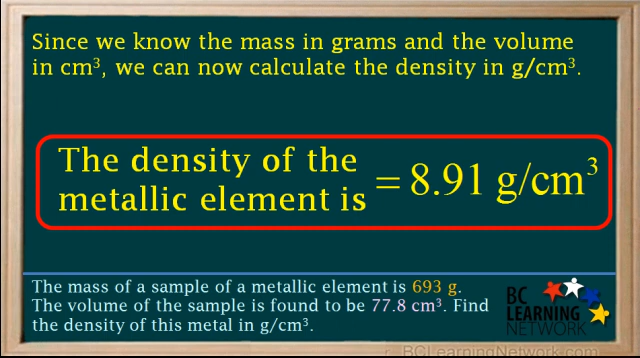 Since we know the mass in grams and the volume
in cm³, we can now calculate the density in g/cm³.
The density of the
metallic element is = 8.91 g/cm³
The mass of a sample of a metallic element is 693 g.
The volume of the sample is found to be 77.8 cm³. Find
the density of this metal in g/cm³.
BC
LEARNING
NETWORK
BCLearningNetwork.com